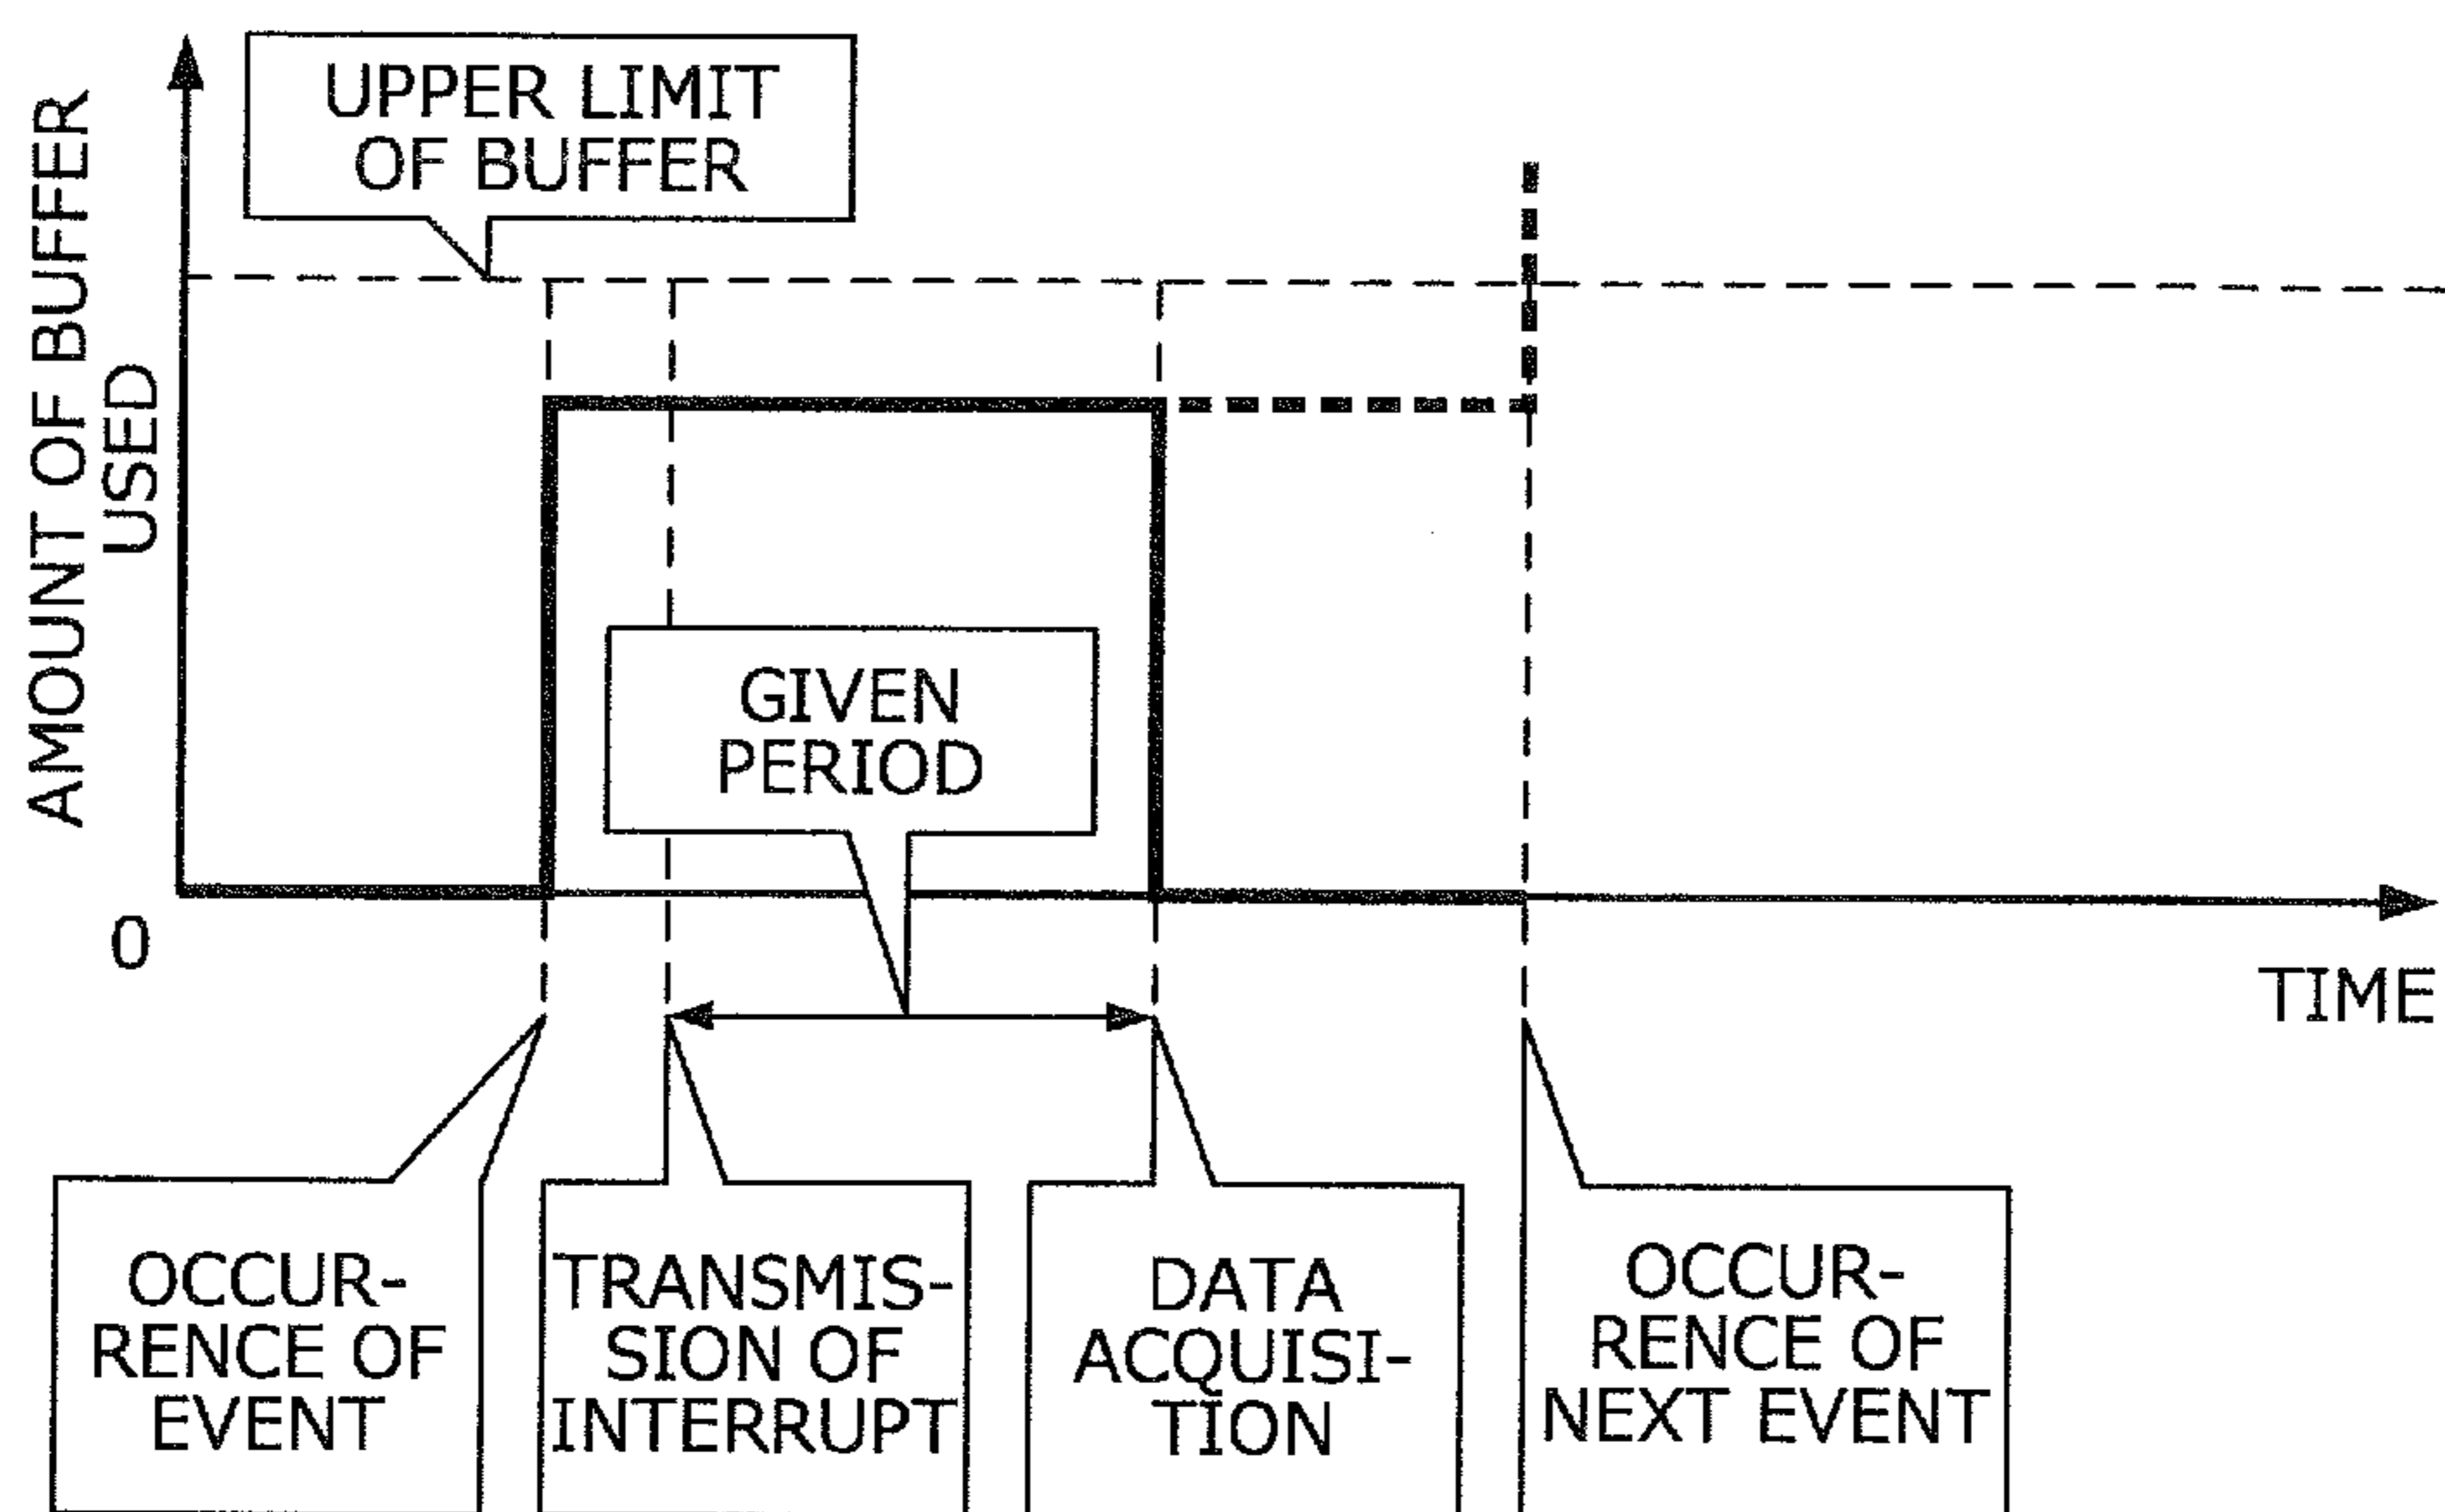 UPPER LIMIT
OF BUFFER
AMOUNT OF BUFFER
USED
GIVEN
PERIOD
0
TIME
OCCUR-
RENCE OF
EVENT
TRANSMIS-
SION OF
INTERRUPT
DATA
ACQUISI-
TION
OCCUR-
RENCE OF
NEXT EVENT